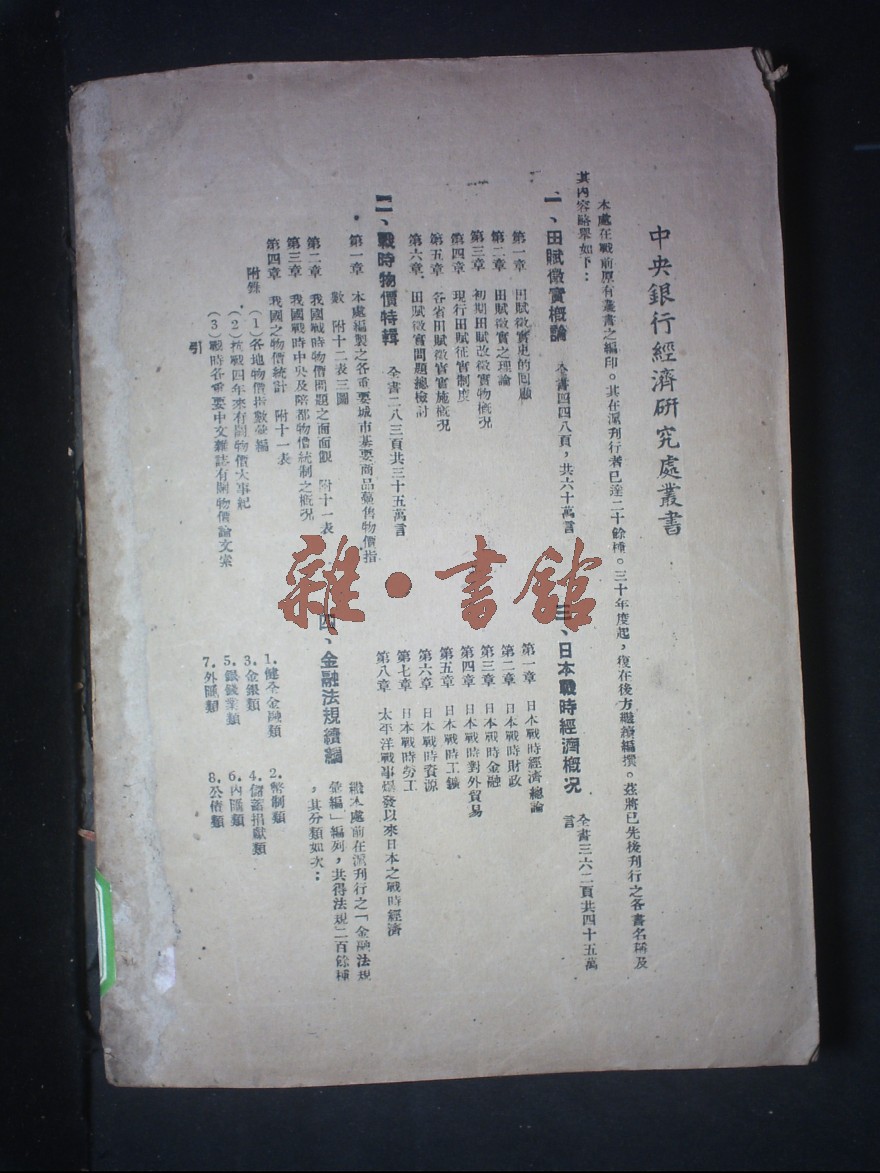 中央銀行經濟研究處叢書
本處在戰前原有叢書之編印。其在滬刊行者已達二十餘種。三十年度起，復在後方繼續編撰。茲將已先後刊行之各書名稱及
其內容略舉如下：
一、田賦徵實概論　全書四四八頁，共六十萬言
第一章　田賦徵實史的回顧
第二章　田賦徵實之理論
第三章　初期田賦改徵實物概況
第四章　現行田賦征實制度
第五章　各省田賦徵實實施概況
第六章　田賦徵實問題總檢討
二、戰時物價特輯　全書二八三頁共三十五萬言
第一章　本處編製之各重要城市基要商品躉售物價指
數　附十二表三圖
第二章　我國戰時物價問題之面面觀　附十一表
第三章　我國戰時中央及陪都物價統制之概況
第四章　我國之物價統計　附十一表
附錄　(1)各地物價指數彙編
(2)抗戰四年來有關物價大事紀
(3)戰時各重要中文雜誌有關物價論文索
引
三、日本戰時經濟概況　全書三六二頁共四十五萬
言
第一章　日本戰時經濟總論
第二章　日本戰時財政
第三章　日本戰時金融
第四章　日本戰時對外貿易
第五章　日本戰時工鑛
第六章　日本戰時資源
第七章　日本戰時勞工
第八章　太平洋戰事爆發以來日本之戰時經濟
四、金融法規續編　繼本處前在滬刊行之「金融法規
彙編」編列，共得法規二百餘種
，其分類如次：
1.健全金融類　2.幣制類
3.金銀類　4.儲蓄捐獻類
5.銀錢業類　6.內匯類
7.外匯類　8.公債類
雜·書館